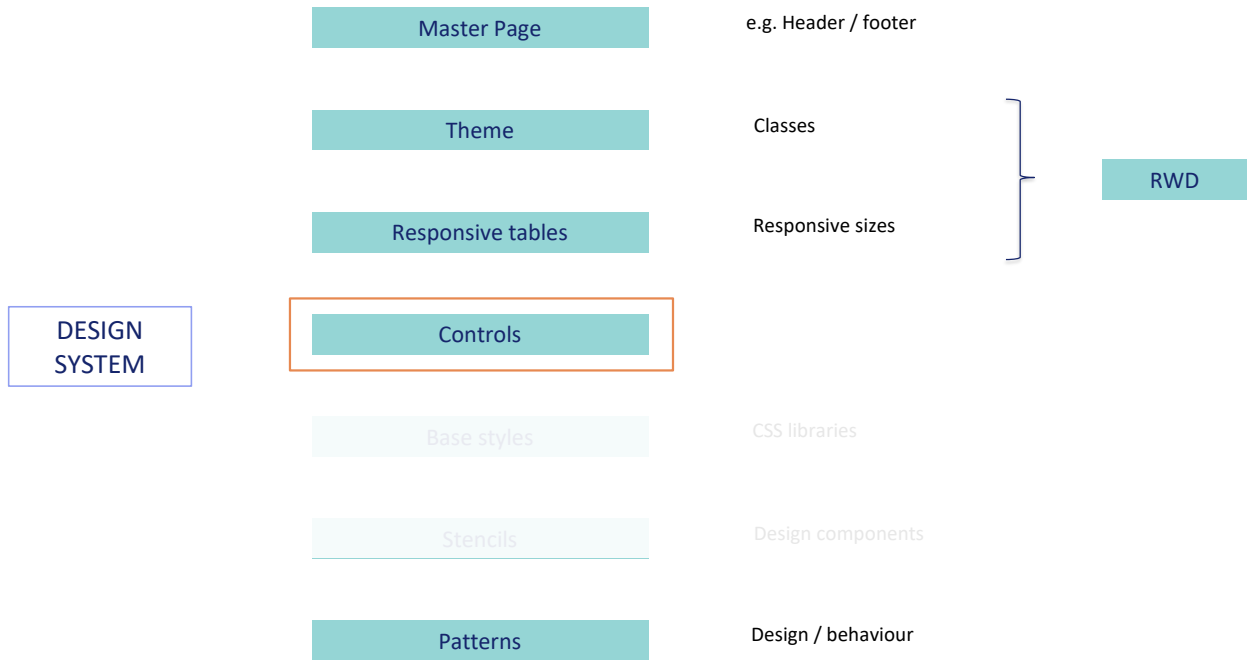 Master Page
e.g. Header / footer
Theme
Classes
RWD
Responsive tables
Responsive sizes
DESIGN
SYSTEM
Controls
Base styles
CSS libraries
Stencils
Design components
Patterns
Design / behaviour